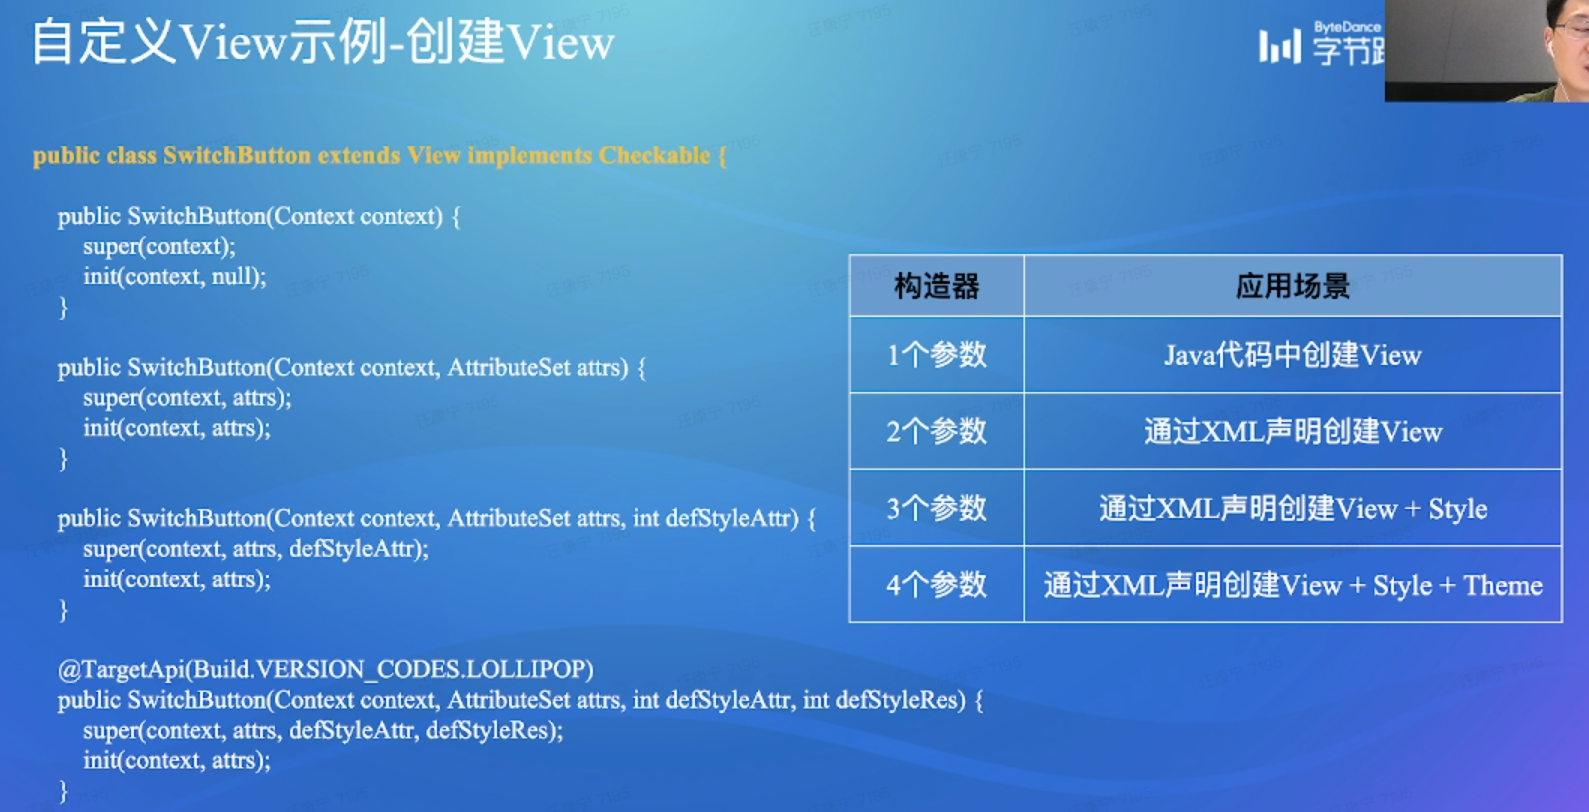 自定义View示例-创建View
ByteDance
字节
public class SwitchButton extends View implements Checkable {
public SwitchButton(Context context) {
super(context);
init(context, null);
}
public SwitchButton(Context context, AttributeSet attrs) {
super(context, attrs);
init(context, attrs);
}
public SwitchButton(Context context, AttributeSet attrs, int defStyleAttr) {
super(context, attrs, defStyleAttr);
init(context, attrs);
}
@TargetApi(Build.VERSION_CODES.LOLLIPOP)
public SwitchButton(Context context, AttributeSet attrs, int defStyleAttr, int defStyleRes) {
super(context, attrs, defStyleAttr, defStyleRes);
init(context, attrs);
}
构造器 应用场景
1个参数 Java代码中创建View
2个参数 通过XML声明创建View
3个参数 通过XML声明创建View + Style
4个参数 通过XML声明创建View + Style + Theme